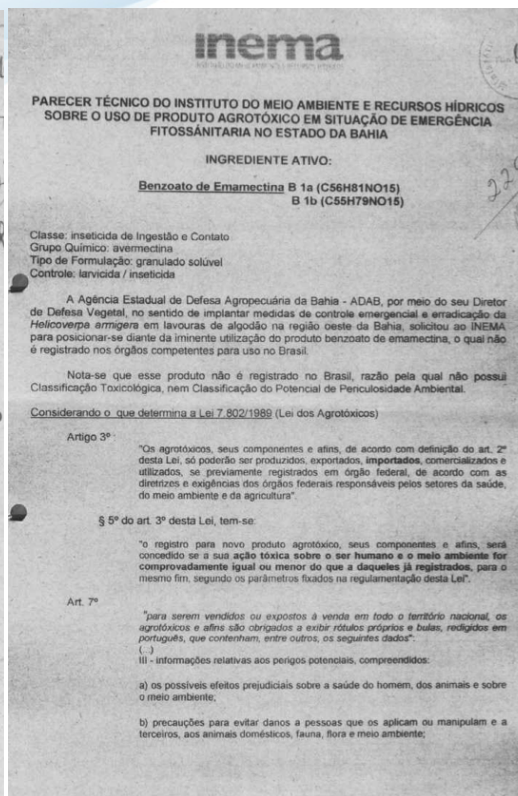 inema
PARECER TÉCNICO DO INSTITUTO DO MEIO AMBIENTE E RECURSOS HÍDRICOS
SOBRE O USO DE PRODUTO AGROTÓXICO EM SITUAÇÃO DE EMERGÊNCIA
FITOSSÁNITARIA NO ESTADO DA BAHIA
INGREDIENTE ATIVO:
Benzoato de Emamectina B 1a (C56H81NO15)
B 1b (C55H79NO15)
Classe: inseticida de Ingestão e Contato
Grupo Químico: avermectina
Tipo de Formulação: granulado solúvel
Controle: larvicida / inseticida
A Agência Estadual de Defesa Agropecuária da Bahia - ADAB, por meio do seu Diretor
de Defesa Vegetal, no sentido de implantar medidas de controle emergencial e erradicação da
Helicoverpa armigera em lavouras de algodão na região oeste da Bahia, solicitou ao INEMA
para posicionar-se diante da iminente utilização do produto benzoato de emamectina, o qual não
é registrado nos órgãos competentes para uso no Brasil.
Nota-se que esse produto não é registrado no Brasil, razão pela qual não possui
Classificação Toxicológica, nem Classificação do Potencial de Periculosidade Ambiental.
Considerando o que determina a Lei 7.802/1989 (Lei dos Agrotóxicos)
Artigo 3º
"Os agrotóxicos, seus componentes e afins, de acordo com definição do art. 2º
desta Lei, só poderão ser produzidos, exportados, importados, comercializados e
utilizados, se previamente registrados em órgão federal, de acordo com as
diretrizes e exigências dos órgãos federais responsáveis pelos setores da saúde,
do meio ambiente e da agricultura".
§ 5º do art. 3º desta Lei, tem-se:
"o registro para novo produto agrotóxico, seus componentes e afins, será
concedido se a sua ação tóxica sobre o ser humano e o meio ambiente for
comprovadamente igual ou menor do que a daqueles já registrados, para o
mesmo fim, segundo os parâmetros fixados na regulamentação desta Lei".
Art. 7º
"para serem vendidos ou expostos à venda em todo o território nacional, os
agrotóxicos e afins são obrigados a exibir rótulos próprios e bulas, redigidos em
português, que contenham, entre outros, os seguintes dados":
(...)
III - informações relativas aos perigos potenciais, compreendidos:
a) os possíveis efeitos prejudiciais sobre a saúde do homem, dos animais e sobre
o meio ambiente;
b) precauções para evitar danos a pessoas que os aplicam ou manipulam e a
terceiros, aos animais domésticos, fauna, flora e meio ambiente;